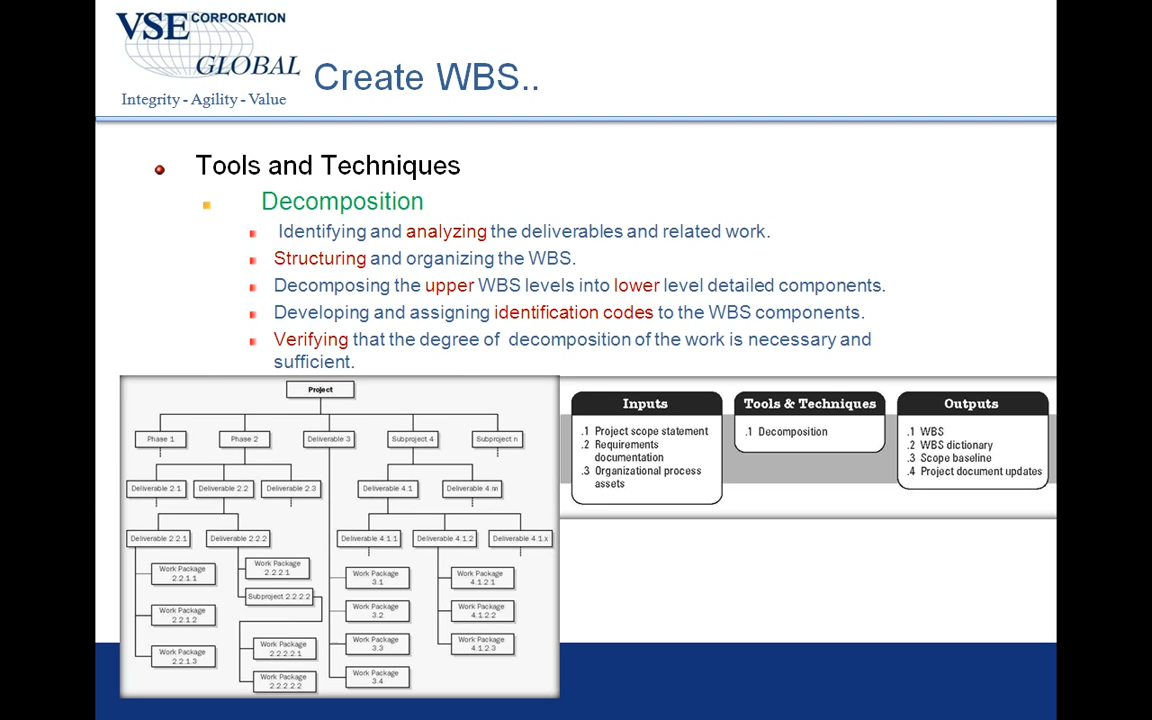 VSE CORPORATION
GLOBAL
Integrity - Agility - Value
Create WBS..
Tools and Techniques
Decomposition
Identifying and analyzing the deliverables and related work.
Structuring and organizing the WBS.
Decomposing the upper WBS levels into lower level detailed components.
Developing and assigning identification codes to the WBS components.
Verifying that the degree of decomposition of the work is necessary and
sufficient.
Project
Phase 1
Phase 2
Deliverable 3
Subproject 4
Subproject n
Deliverable 2.1
Deliverable 2.2
Deliverable 2.3
Deliverable 4.1
Deliverable 4.m
Deliverable 2.2.1
Deliverable 2.2.2
Deliverable 4.1.1
Deliverable 4.1.2
Deliverable 4.1.x
Work Package
2.2.1.1
Work Package
2.2.1.2
Work Package
2.2.1.3
Work Package
2.2.2.1
Subproject 2.2.2.2
Work Package
2.2.2.2.1
Work Package
2.2.2.2.2
Work Package
3.1
Work Package
3.2
Work Package
3.3
Work Package
3.4
Work Package
4.1.2.1
Work Package
4.1.2.2
Work Package
4.1.2.3
Inputs
.1 Project scope statement
.2 Requirements
documentation
.3 Organizational process
assets
Tools & Techniques
.1 Decomposition
Outputs
.1 WBS
.2 WBS dictionary
.3 Scope baseline
.4 Project document updates